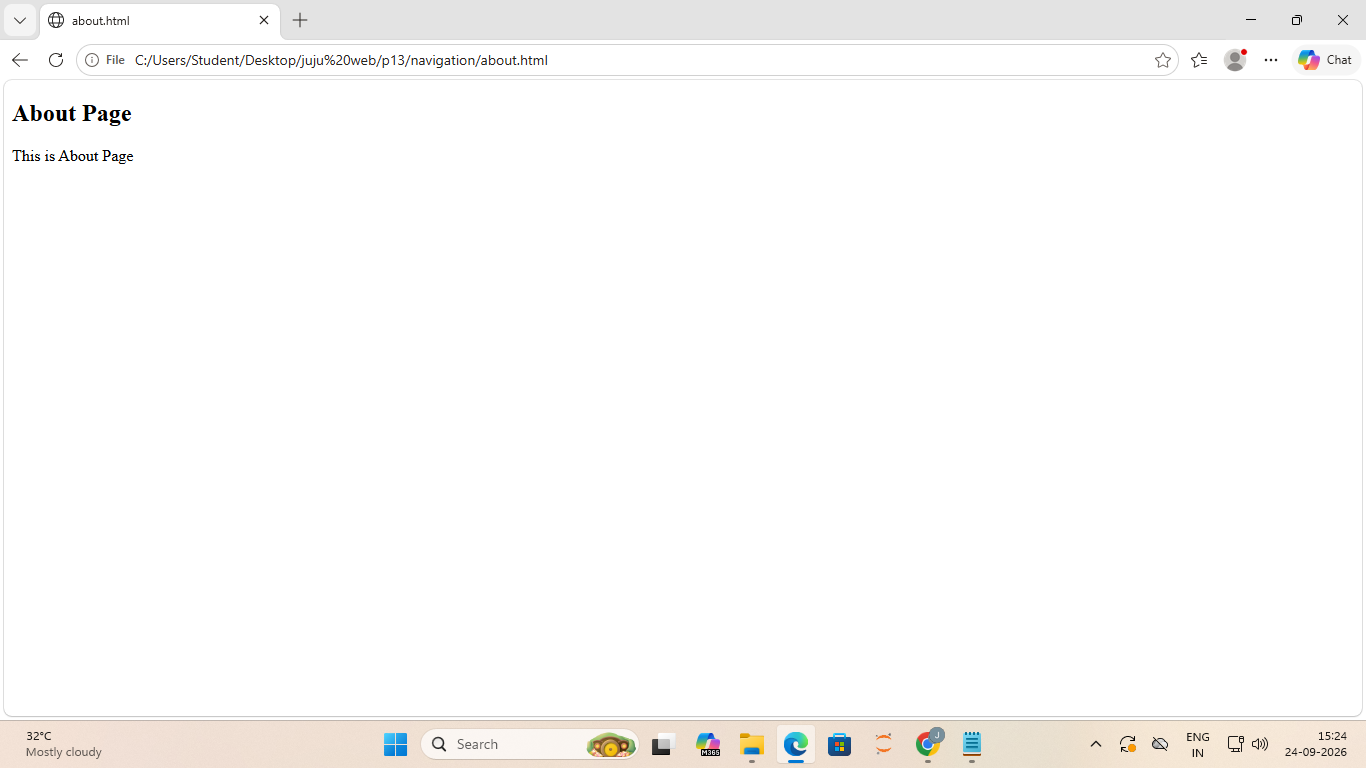 about.html
File C:/Users/Student/Desktop/juju%20web/p13/navigation/about.html
Chat
About Page
This is About Page
32°C
Mostly cloudy
Search
M365
J
ENG
IN
15:24
24-09-2026